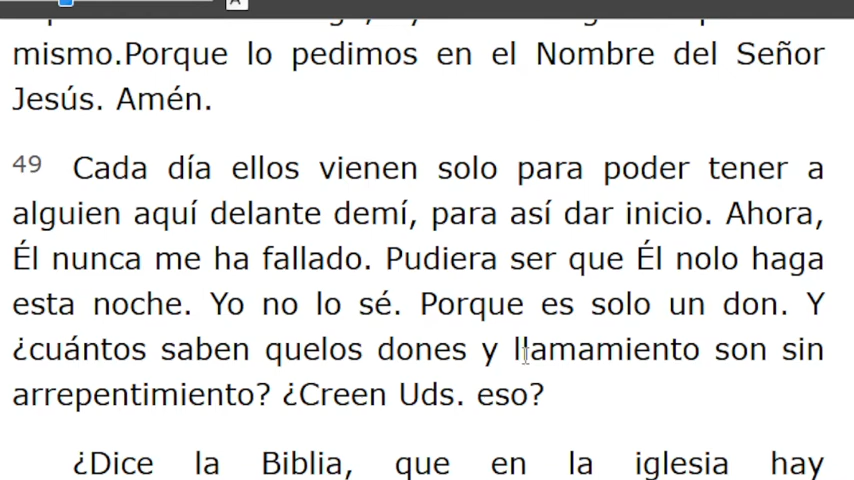 mismo.Porque lo pedimos en el Nombre del Señor
Jesús. Amén.
49 Cada día ellos vienen solo para poder tener a
alguien aquí delante demí, para así dar inicio. Ahora,
Él nunca me ha fallado. Pudiera ser que Él nolo haga
esta noche. Yo no lo sé. Porque es solo un don. Y
¿cuántos saben quelos dones y llamamiento son sin
arrepentimiento? ¿Creen Uds. eso?
¿Dice la Biblia, que en la iglesia hay